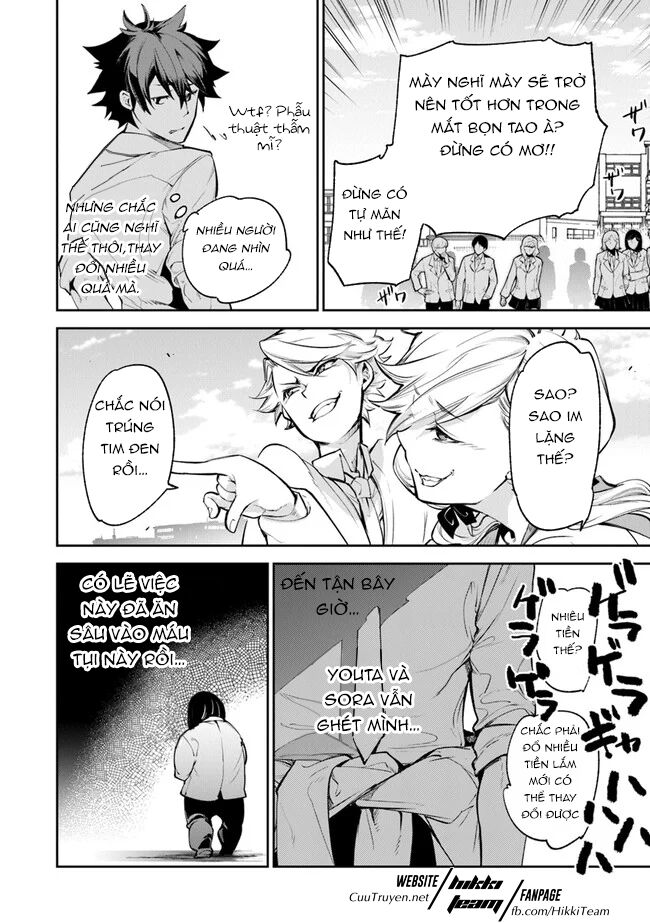 MÀY NGHĨ MÀY SẼ TRỞ
NÊN TỐT HƠN TRONG
MẮT BỌN TAO À?
ĐỪNG CÓ MƠ!!
ĐỪNG CÓ
TỰ MÃN
NHƯ THẾ!
ザワ
ザワ
Wtf? Phẫu
thuật thẩm
mĩ?
NHIỀU NGƯỜI
ĐANG NHÌN
QUÁ...
NHƯNG CHẮC
AI CŨNG NGHĨ
THẾ THÔI, THAY
ĐỔI NHIỀU
QUÁ MÀ.
SAO?
SAO IM
LẶNG
THẾ?
CHẮC NÓI
TRÚNG
TIM ĐEN
RỒI...
NHIÊU
TIỀN
THẾ?
ゲラ
ゲラ
ギャハハハ
CHẮC PHẢI
ĐỔ NHIỀU
TIỀN LẮM
MỚI CÓ
THỂ THAY
ĐỔI ĐƯỢC
ĐẾN TẬN BÂY
GIỜ...
YOUTA VÀ
SORA VẪN
GHÉT MÌNH...
CÓ LẼ VIỆC
NÀY ĐÃ ĂN
SÂU VÀO MÁU
TỤI NÀY RỒI...
WEBSITE
CuuTruyen.net
HIKKI
TEAM
FANPAGE
fb.com/HikkiTeam